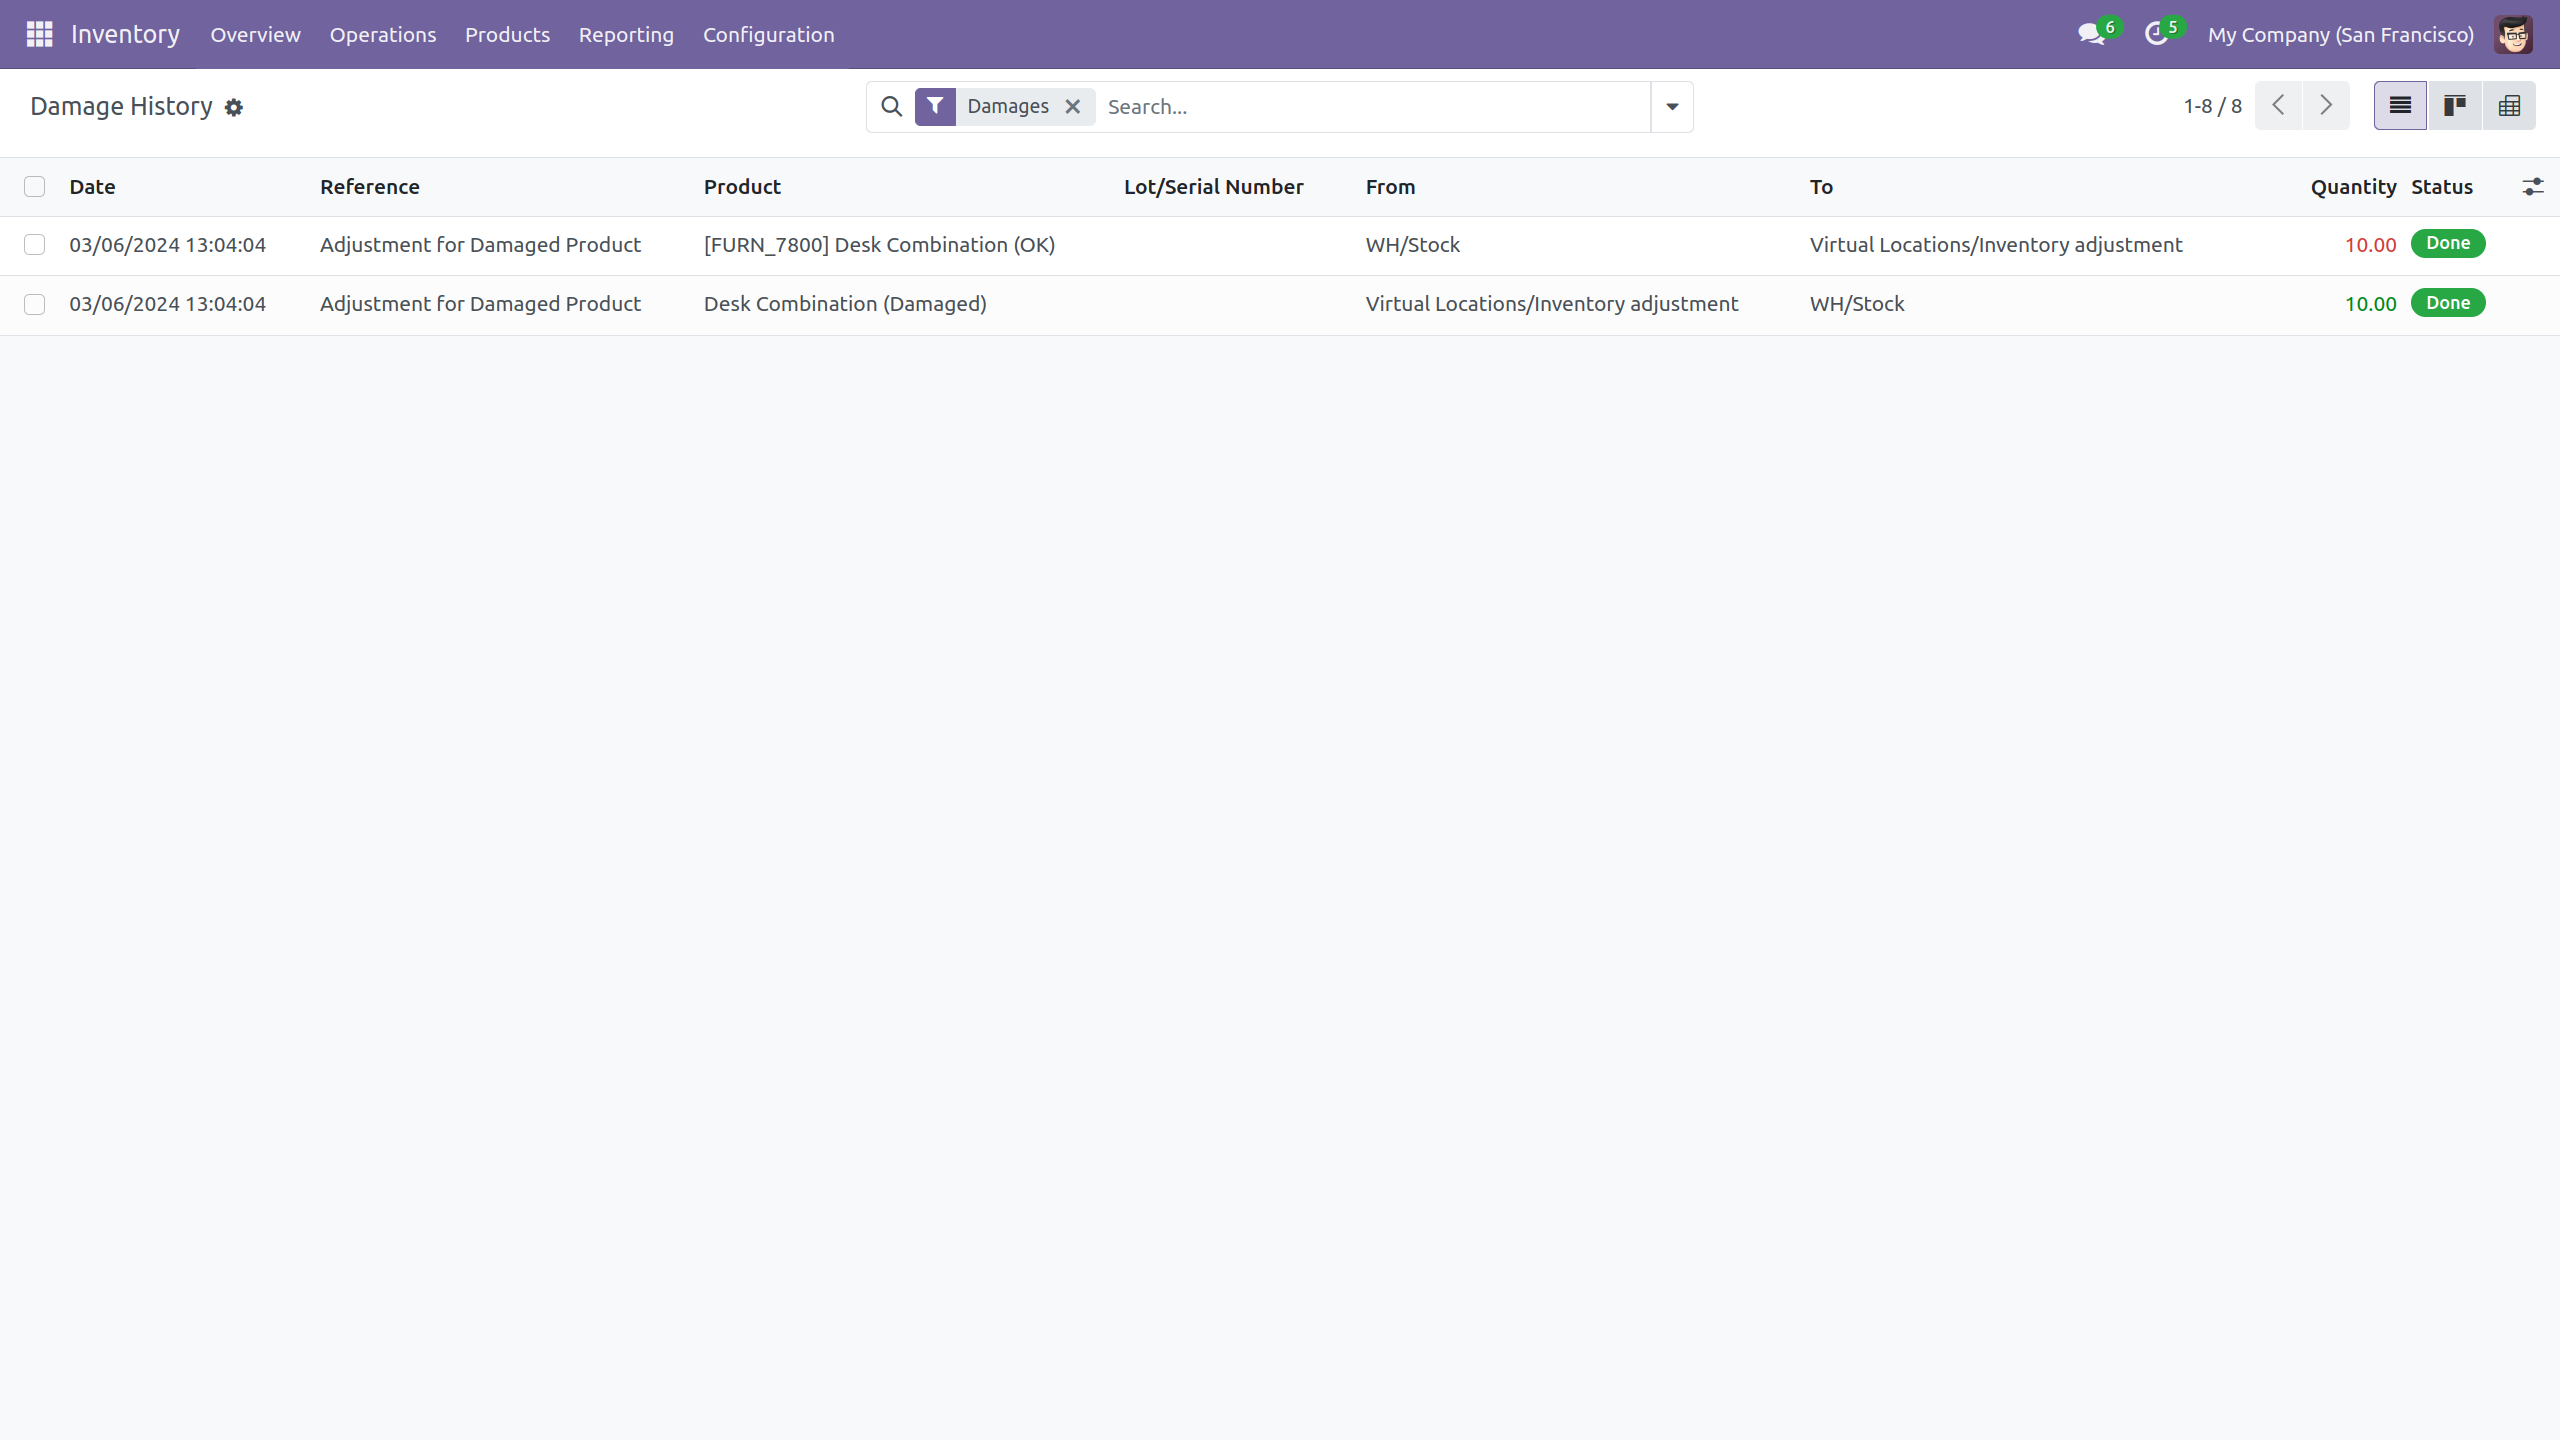 Inventory Overview Operations Products Reporting Configuration 6 5 My Company (San Francisco)
Damage History Damages Search... 1-8 / 8
Date Reference Product Lot/Serial Number From To Quantity Status
03/06/2024 13:04:04 Adjustment for Damaged Product [FURN_7800] Desk Combination (OK) WH/Stock Virtual Locations/Inventory adjustment 10.00 Done
03/06/2024 13:04:04 Adjustment for Damaged Product Desk Combination (Damaged) Virtual Locations/Inventory adjustment WH/Stock 10.00 Done